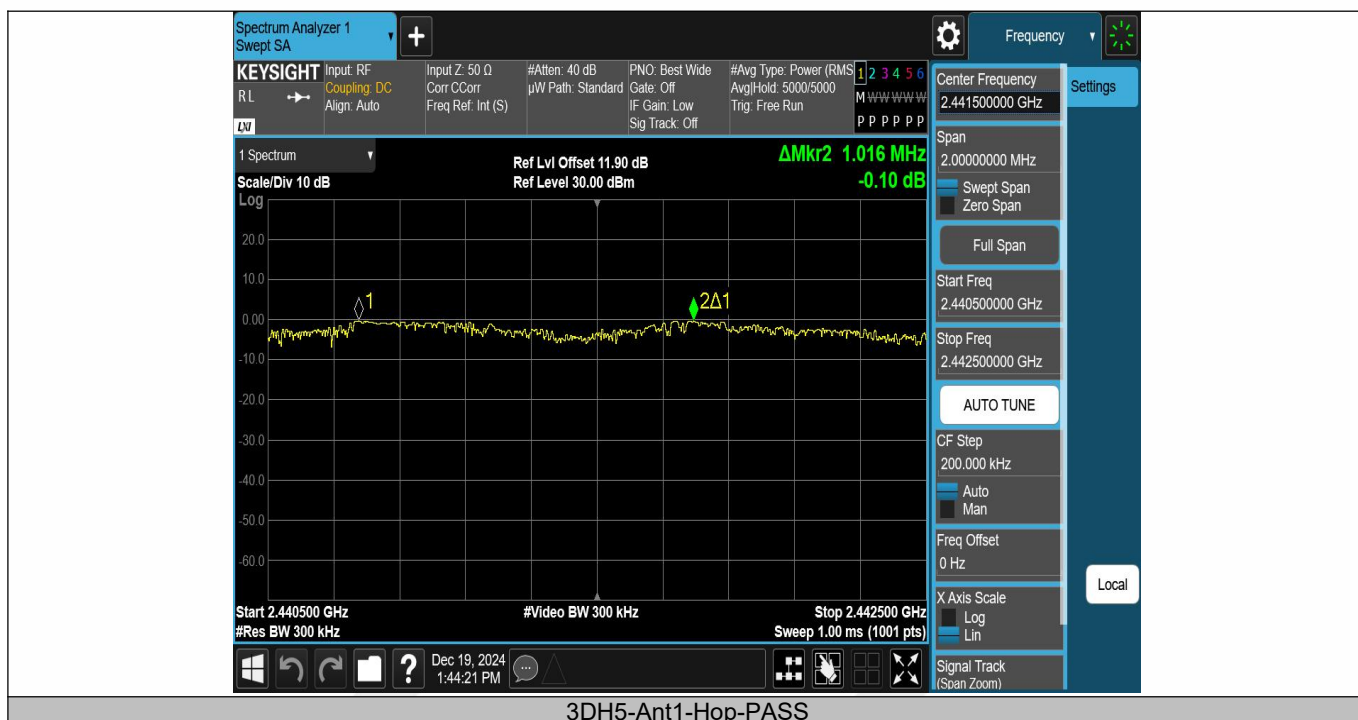 Spectrum Analyzer 1
Swept SA
+
Frequency
KEYSIGHT
RL
LXI
Input: RF
Coupling: DC
Align: Auto
Input Z: 50 Ω
Corr CCorr
Freq Ref: Int (S)
#Atten: 40 dB
µW Path: Standard
PNO: Best Wide
Gate: Off
IF Gain: Low
Sig Track: Off
#Avg Type: Power (RMS
Avg|Hold: 5000/5000
Trig: Free Run
1 2 3 4 5 6
M W W W W W
P P P P P P
1 Spectrum
Scale/Div 10 dB
Log
Ref Lvl Offset 11.90 dB
Ref Level 30.00 dBm
ΔMkr2 1.016 MHz
-0.10 dB
20.0
10.0
0.00
-10.0
-20.0
-30.0
-40.0
-50.0
-60.0
1
2Δ1
Start 2.440500 GHz
#Res BW 300 kHz
#Video BW 300 kHz
Stop 2.442500 GHz
Sweep 1.00 ms (1001 pts)
Center Frequency
2.441500000 GHz
Settings
Span
2.00000000 MHz
Swept Span
Zero Span
Full Span
Start Freq
2.440500000 GHz
Stop Freq
2.442500000 GHz
AUTO TUNE
CF Step
200.000 kHz
Auto
Man
Freq Offset
0 Hz
X Axis Scale
Log
Lin
Local
Signal Track
(Span Zoom)
?
Dec 19, 2024
1:44:21 PM
3DH5-Ant1-Hop-PASS